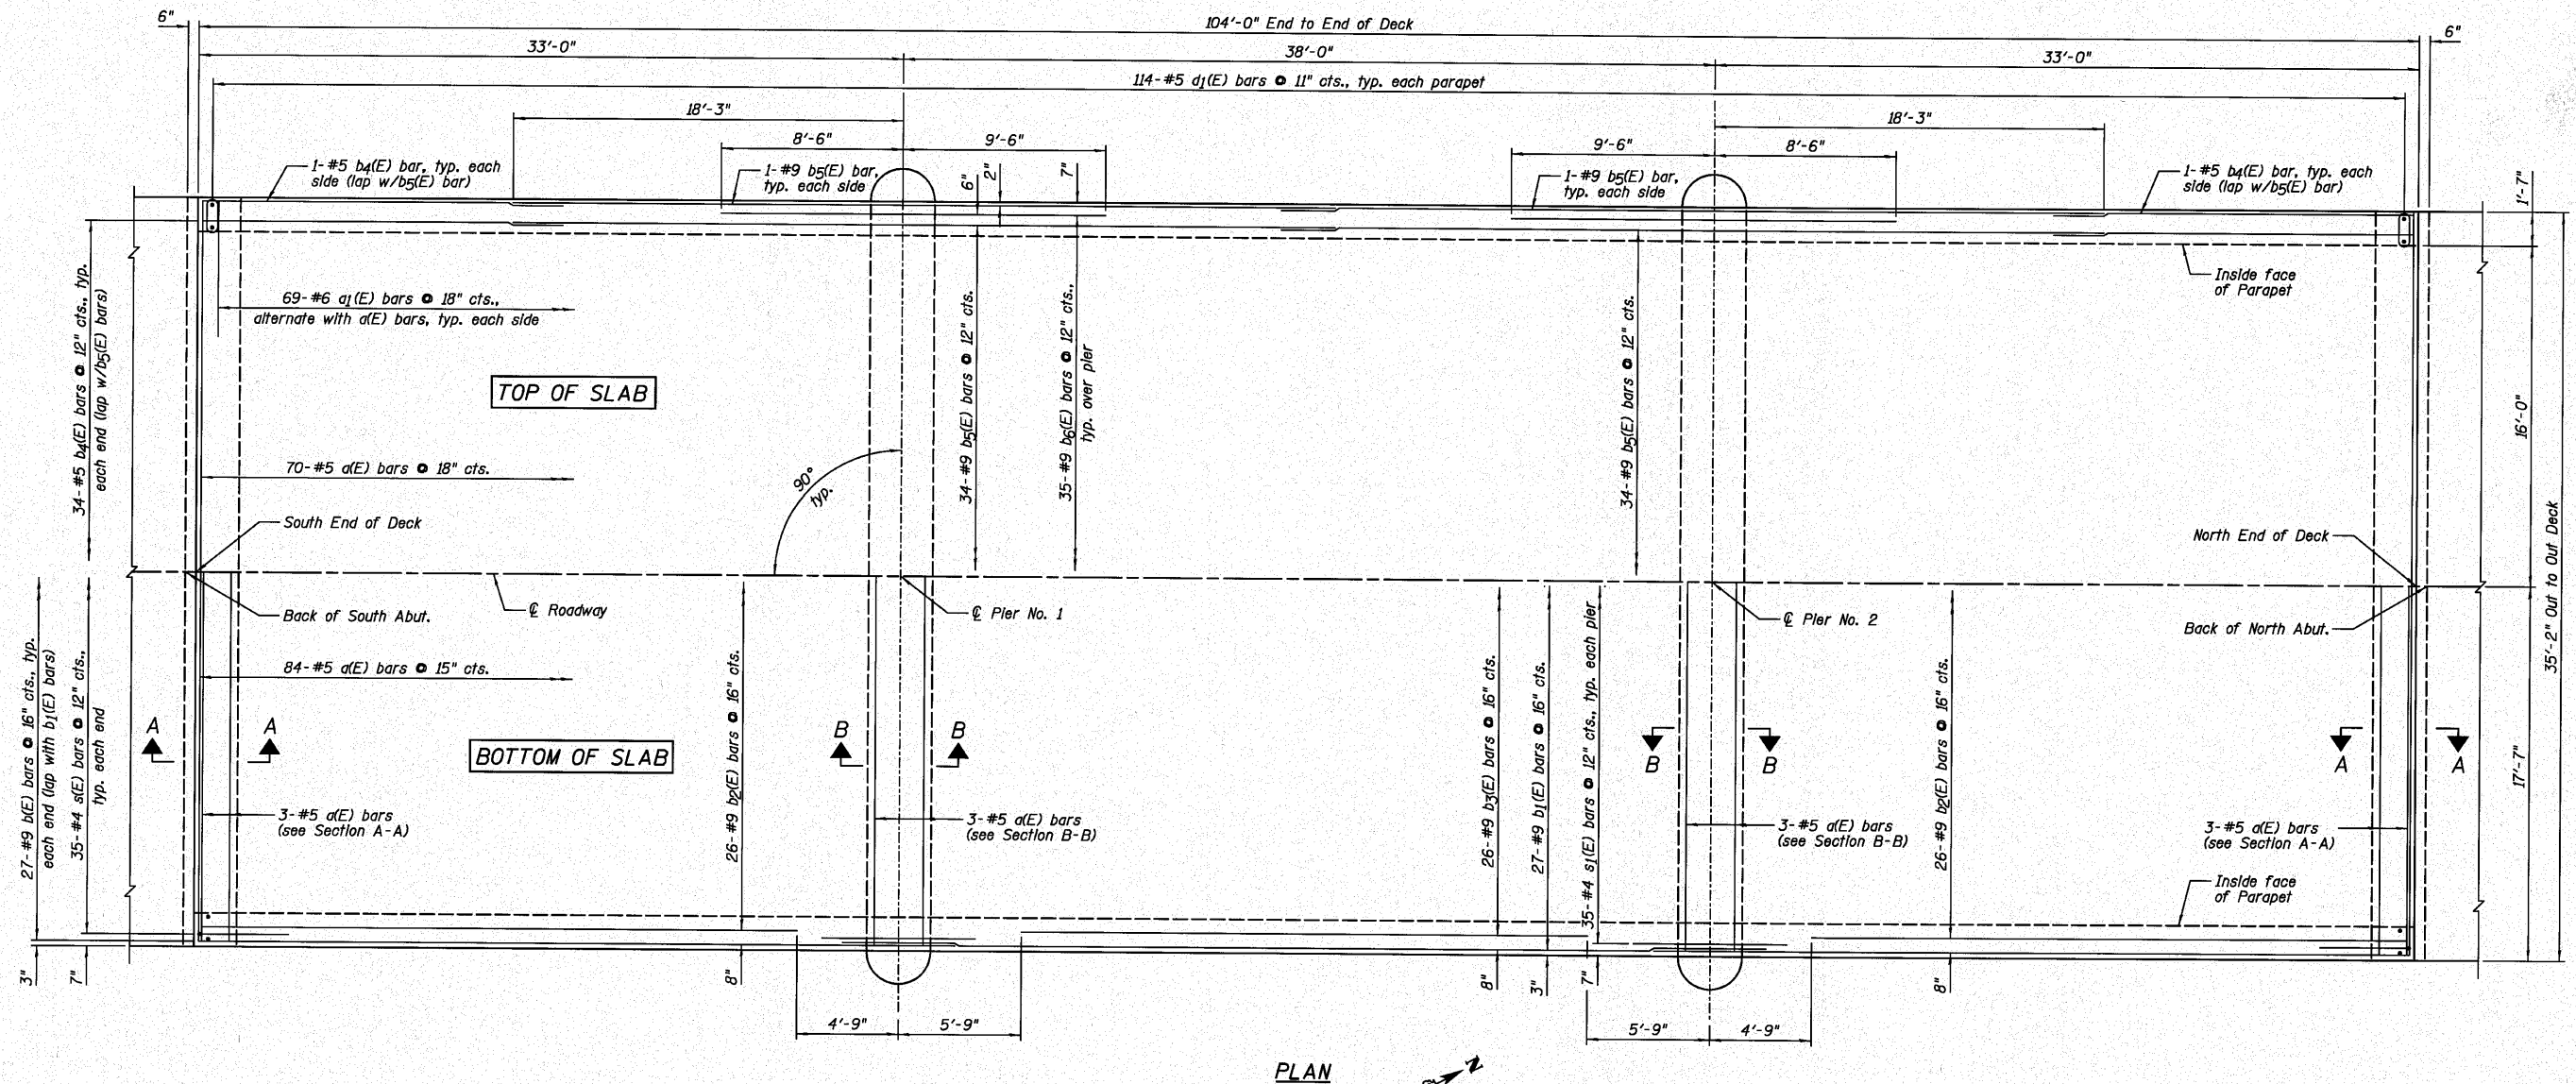 6"
104'-0" End to End of Deck
6"
33'-0"
38'-0"
33'-0"
114-#5 d1(E) bars @ 11" cts., typ. each parapet
18'-3"
18'-3"
8'-6"
9'-6"
9'-6"
8'-6"
1-#5 b4(E) bar, typ. each
side (lap w/b5(E) bar)
1-#9 b5(E) bar,
typ. each side
6"
2"
7"
1-#9 b5(E) bar,
typ. each side
1-#5 b4(E) bar, typ. each
side (lap w/b5(E) bar)
1'-7"
34-#5 b4(E) bars @ 12" cts., typ.
each end (lap w/b5(E) bars)
69-#6 a1(E) bars @ 18" cts.,
alternate with a(E) bars, typ. each side
34-#9 b5(E) bars @ 12" cts.
35-#9 b6(E) bars @ 12" cts.,
typ. over pier
34-#9 b5(E) bars @ 12" cts.
Inside face
of Parapet
16'-0"
TOP OF SLAB
70-#5 a(E) bars @ 18" cts.
90°
typ.
South End of Deck
North End of Deck
35'-2" Out to Out Deck
Back of South Abut.
℄ Roadway
℄ Pier No. 1
℄ Pier No. 2
Back of North Abut.
27-#9 b(E) bars @ 16" cts., typ.
each end (lap with b1(E) bars)
35-#4 s(E) bars @ 12" cts.,
typ. each end
84-#5 a(E) bars @ 15" cts.
26-#9 b2(E) bars @ 16" cts.
26-#9 b3(E) bars @ 16" cts.
27-#9 b1(E) bars @ 16" cts.
35-#4 s1(E) bars @ 12" cts., typ. each pier
26-#9 b2(E) bars @ 16" cts.
17'-7"
A
A
B
B
B
B
A
A
BOTTOM OF SLAB
3-#5 a(E) bars
(see Section A-A)
3-#5 a(E) bars
(see Section B-B)
3-#5 a(E) bars
(see Section B-B)
3-#5 a(E) bars
(see Section A-A)
Inside face
of Parapet
3"
7"
8"
8"
3"
7"
8"
4'-9"
5'-9"
5'-9"
4'-9"
PLAN
N